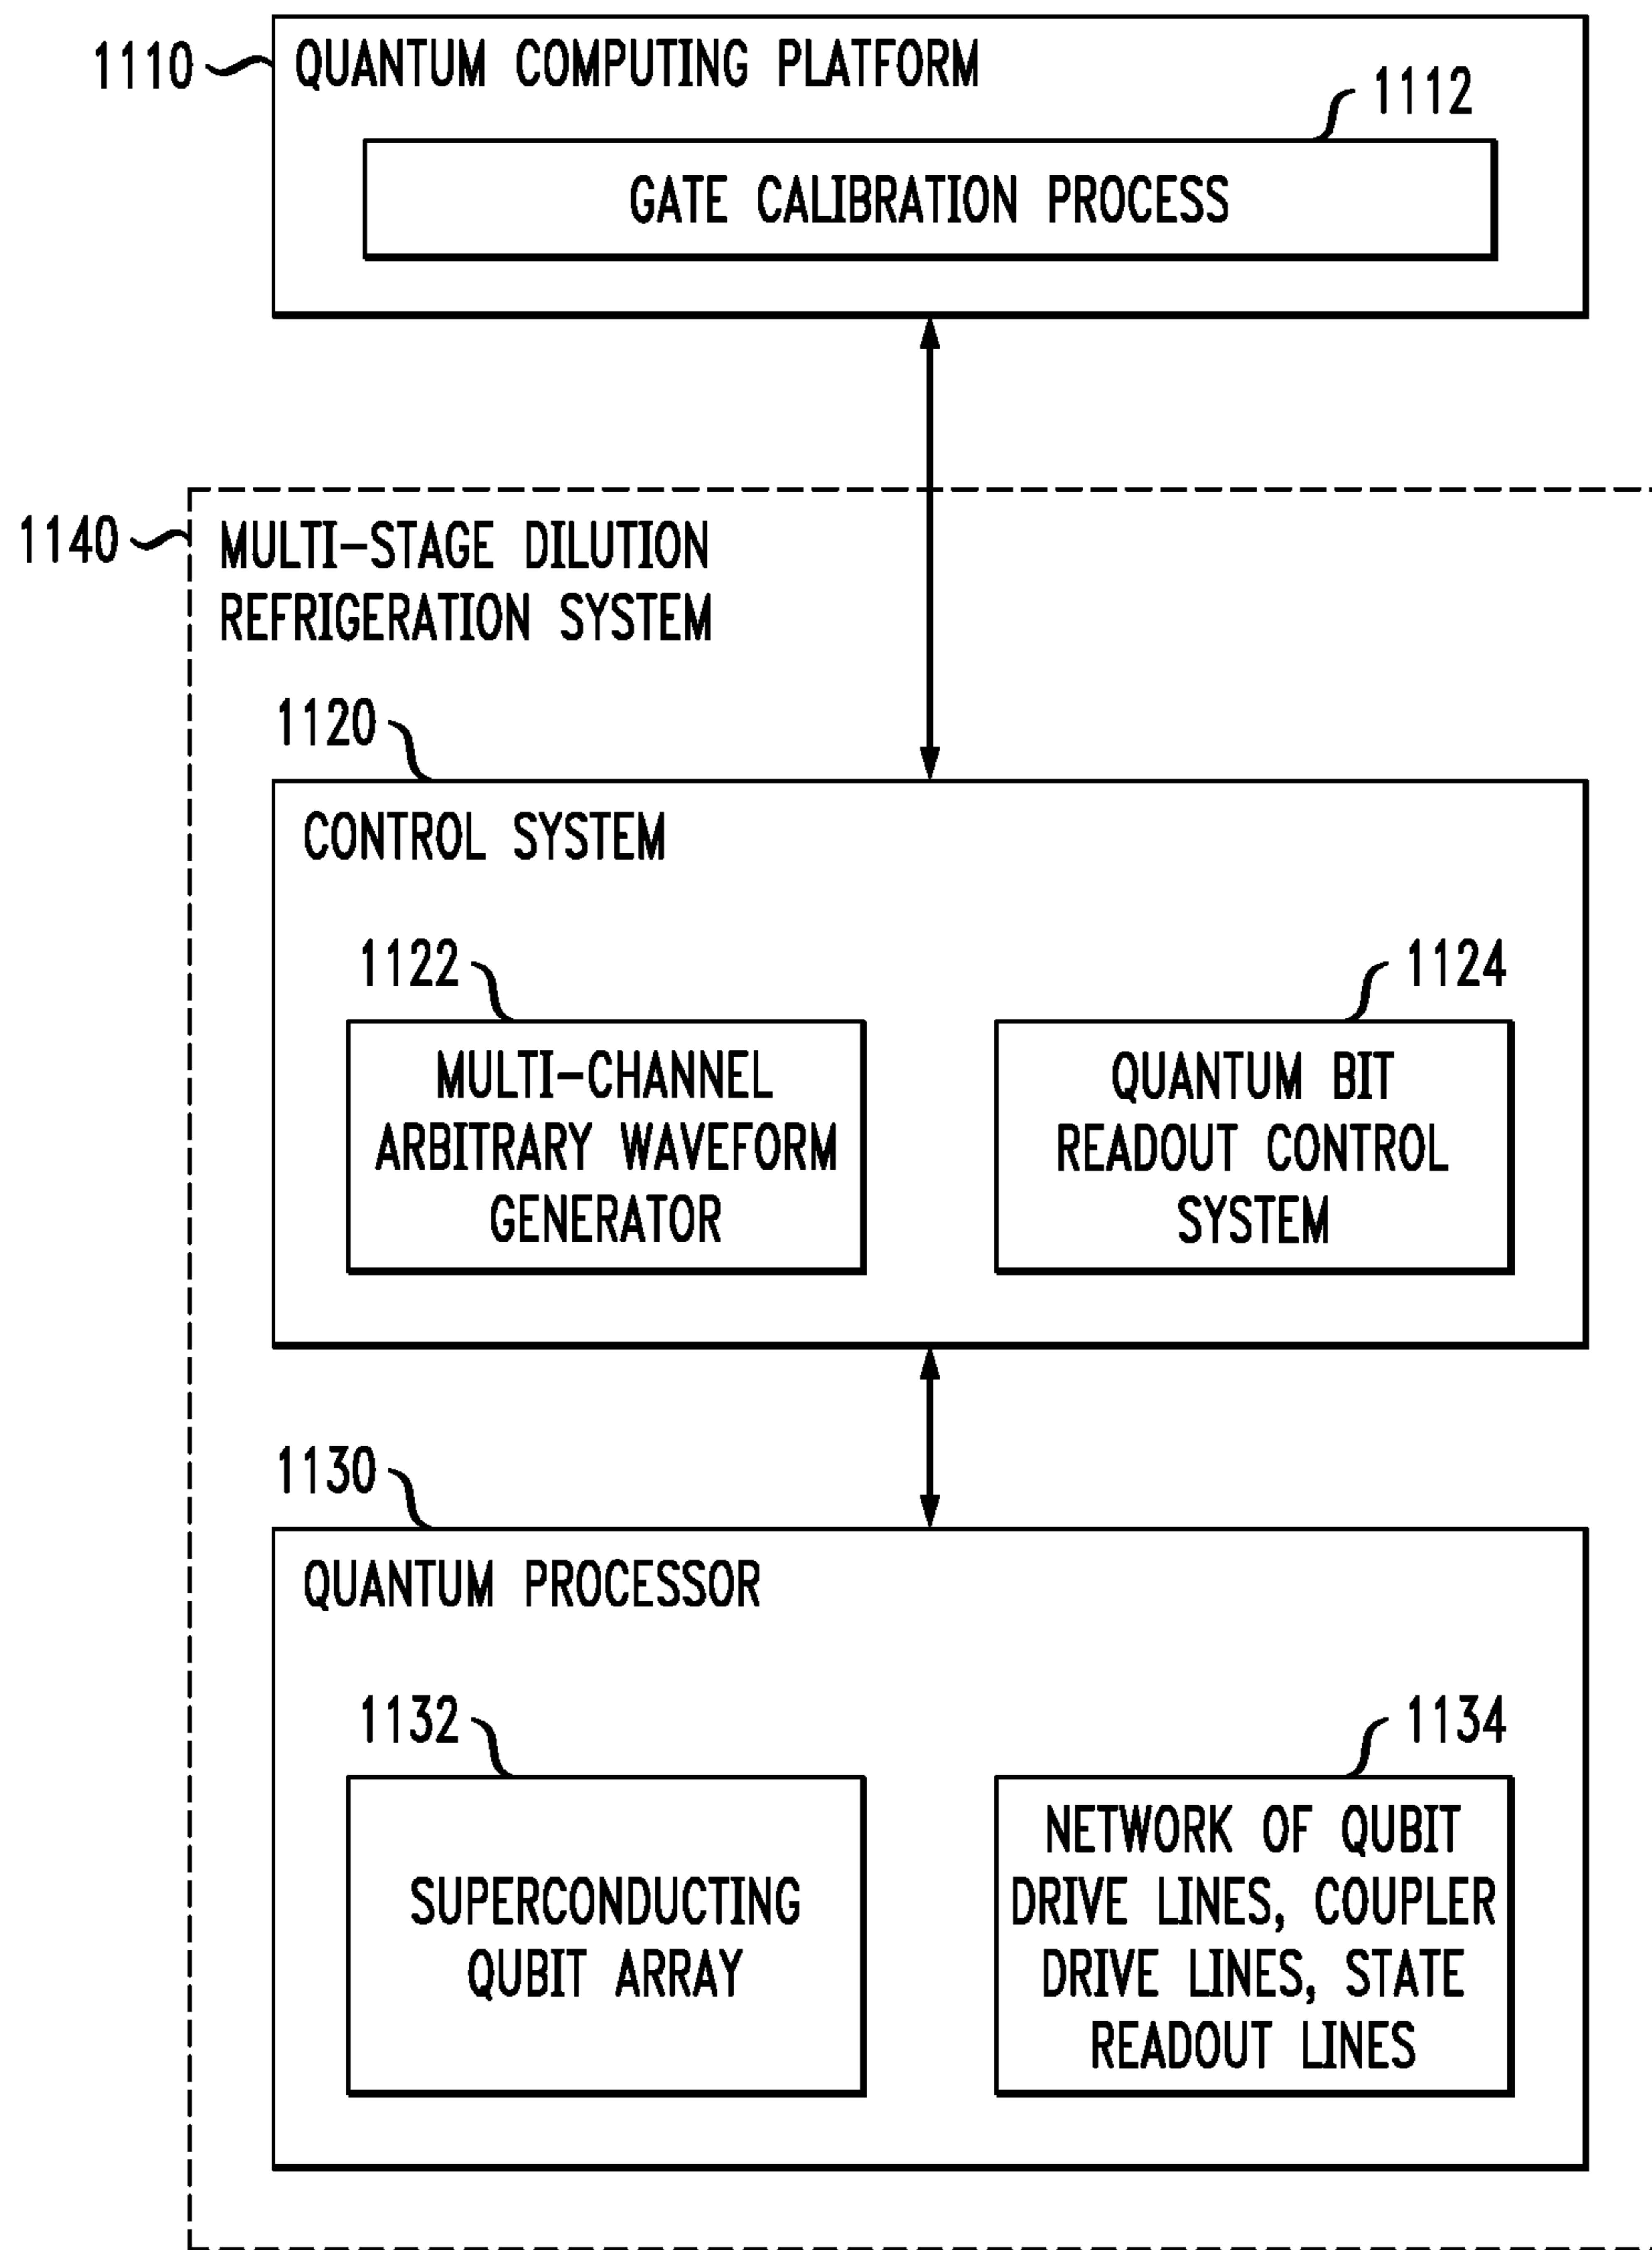 1110
QUANTUM COMPUTING PLATFORM
1112
GATE CALIBRATION PROCESS
1140
MULTI-STAGE DILUTION
REFRIGERATION SYSTEM
1120
CONTROL SYSTEM
1122
MULTI-CHANNEL
ARBITRARY WAVEFORM
GENERATOR
1124
QUANTUM BIT
READOUT CONTROL
SYSTEM
1130
QUANTUM PROCESSOR
1132
SUPERCONDUCTING
QUBIT ARRAY
1134
NETWORK OF QUBIT
DRIVE LINES, COUPLER
DRIVE LINES, STATE
READOUT LINES